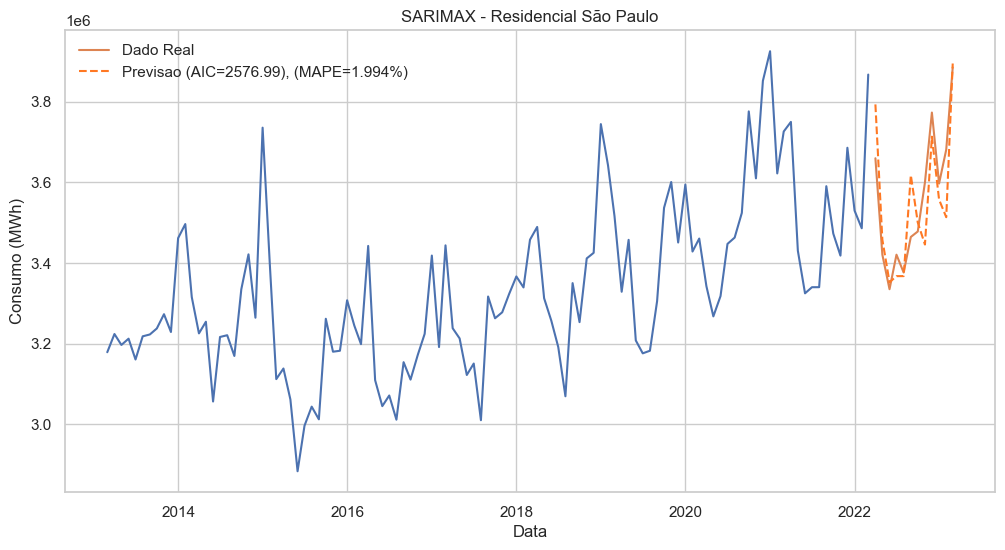 SARIMAX - Residencial São Paulo
1e6
Dado Real
Previsao (AIC=2576.99), (MAPE=1.994%)
3.8
3.6
3.4
3.2
3.0
Consumo (MWh)
2014 2016 2018 2020 2022
Data